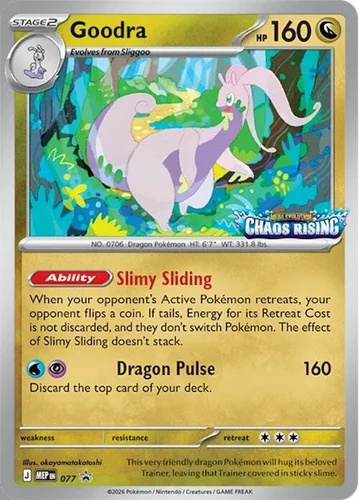 STAGE2 Goodra HP 160
Evolves from Sliggoo
MEGA EVOLUTION
CHAOS RISING
NO. 0706 Dragon Pokémon HT: 6'7" WT: 331.8 lbs.
Ability Slimy Sliding
When your opponent's Active Pokémon retreats, your
opponent flips a coin. If tails, Energy for its Retreat Cost
is not discarded, and they don't switch Pokémon. The effect
of Slimy Sliding doesn't stack.
Dragon Pulse 160
Discard the top card of your deck.
weakness resistance retreat
Illus. okayamatakatoshi
J MEP EN 077
This very friendly dragon Pokémon will hug its beloved
Trainer, leaving that Trainer covered in sticky slime.
©2026 Pokémon / Nintendo / Creatures / GAME FREAK